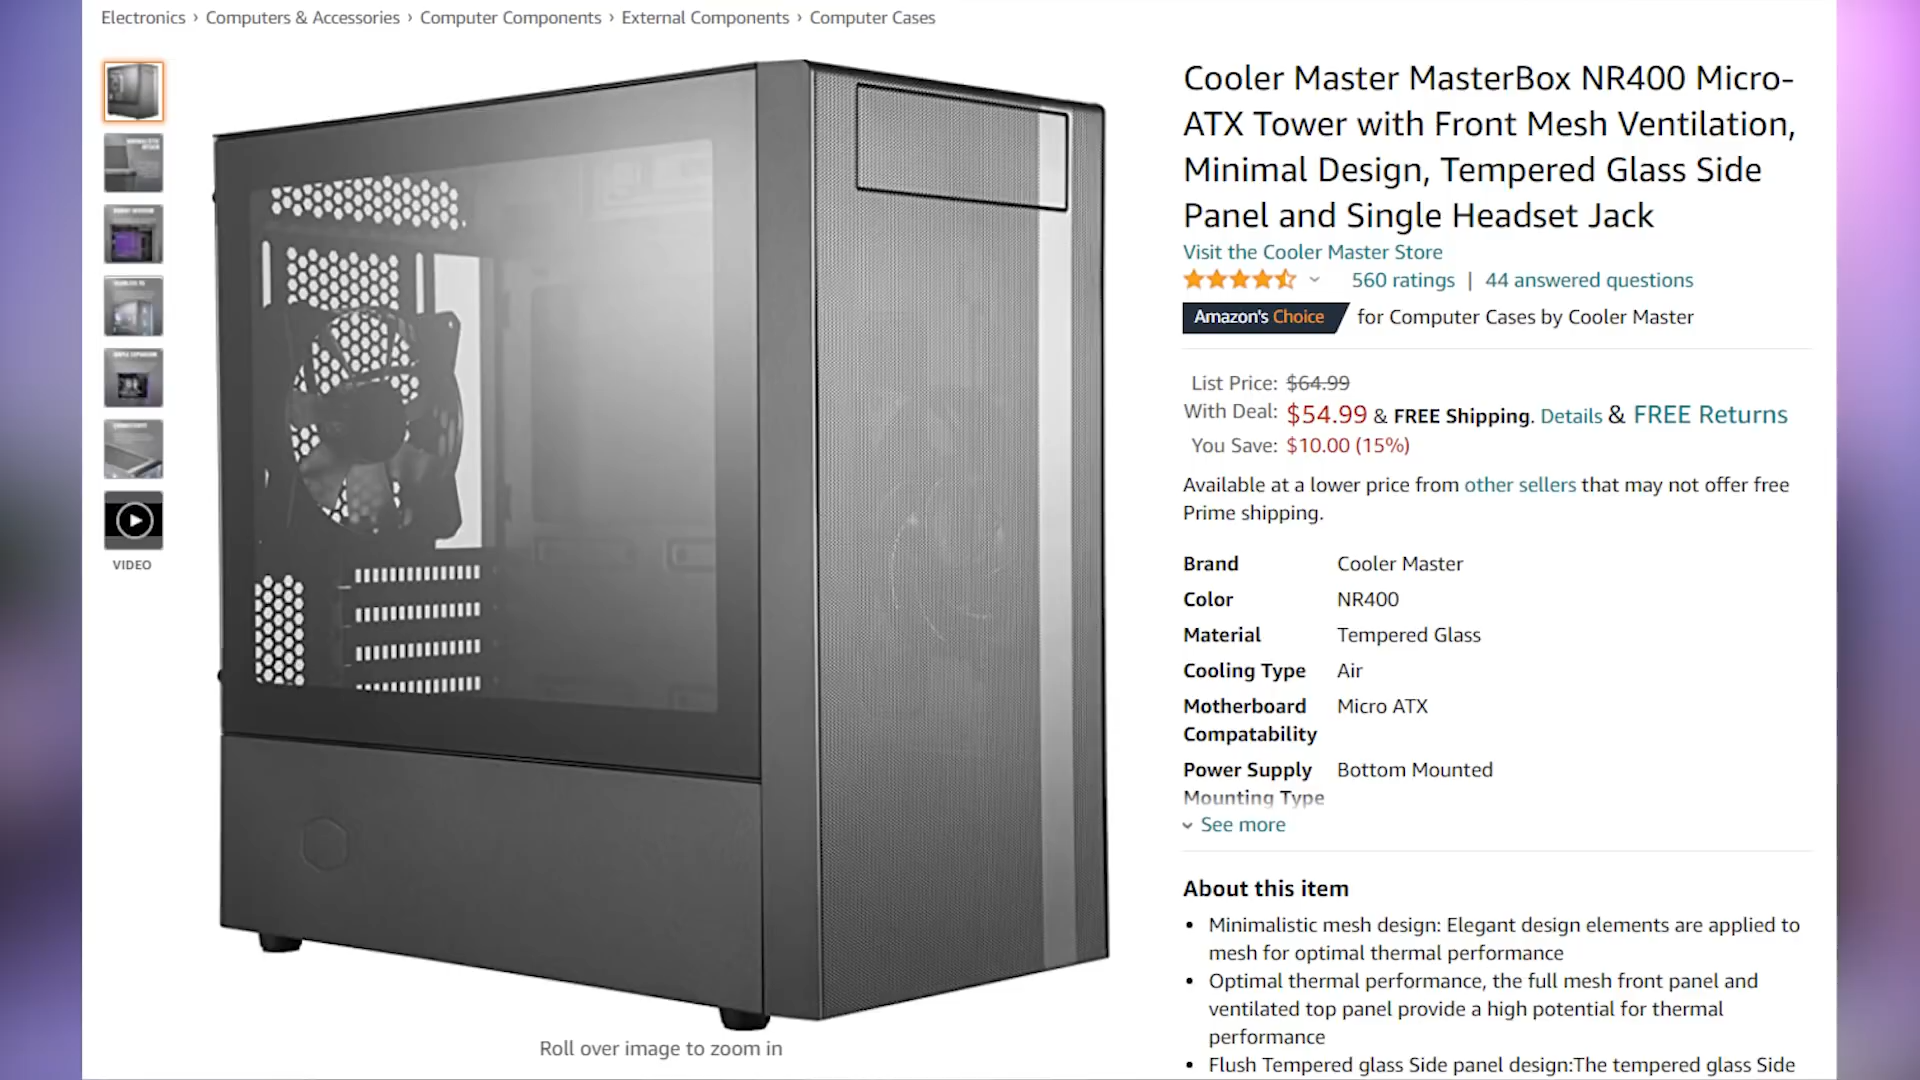 Electronics › Computers & Accessories › Computer Components › External Components › Computer Cases
Cooler Master MasterBox NR400 Micro-
ATX Tower with Front Mesh Ventilation,
Minimal Design, Tempered Glass Side
Panel and Single Headset Jack
Visit the Cooler Master Store
560 ratings | 44 answered questions
Amazon's Choice for Computer Cases by Cooler Master
List Price: $64.99
With Deal: $54.99 & FREE Shipping. Details & FREE Returns
You Save: $10.00 (15%)
Available at a lower price from other sellers that may not offer free
Prime shipping.
Brand Cooler Master
Color NR400
Material Tempered Glass
Cooling Type Air
Motherboard Micro ATX
Compatability
Power Supply Bottom Mounted
Mounting Type
See more
About this item
• Minimalistic mesh design: Elegant design elements are applied to
mesh for optimal thermal performance
• Optimal thermal performance, the full mesh front panel and
ventilated top panel provide a high potential for thermal
performance
• Flush Tempered glass Side panel design:The tempered glass Side
VIDEO
Roll over image to zoom in